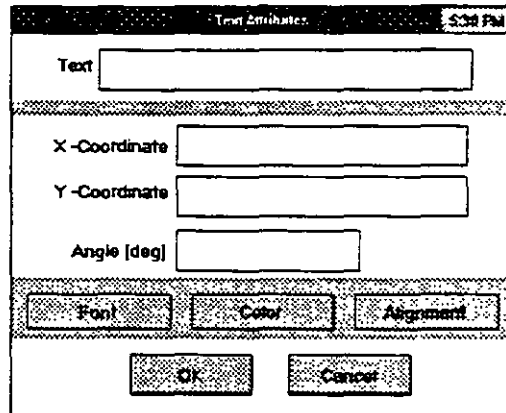 Text Attributes 5:38 PM
Text
X -Coordinate
Y -Coordinate
Angle [deg]
Font Color Alignment
OK Cancel